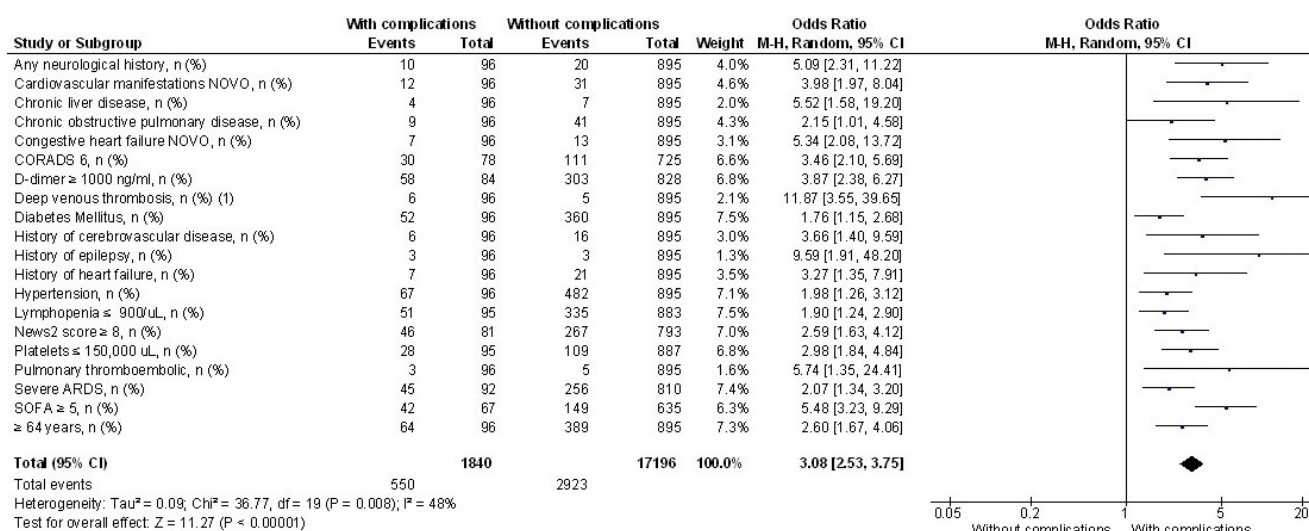 With complications Without complications Odds Ratio Odds Ratio
Study or Subgroup Events Total Events Total Weight M-H, Random, 95% CI M-H, Random, 95% CI
Any neurological history, n (%) 10 96 20 895 4.0% 5.09 [2.31, 11.22]
Cardiovascular manifestations NOVO, n (%) 12 96 31 895 4.6% 3.98 [1.97, 8.04]
Chronic liver disease, n (%) 4 96 7 895 2.0% 5.52 [1.58, 19.20]
Chronic obstructive pulmonary disease, n (%) 9 96 41 895 4.3% 2.15 [1.01, 4.58]
Congestive heart failure NOVO, n (%) 7 96 13 895 3.1% 5.34 [2.08, 13.72]
CORADS 6, n (%) 30 78 111 725 6.6% 3.46 [2.10, 5.69]
D-dimer ≥ 1000 ng/ml, n (%) 58 84 303 828 6.8% 3.87 [2.38, 6.27]
Deep venous thrombosis, n (%) (1) 6 96 5 895 2.1% 11.87 [3.55, 39.65]
Diabetes Mellitus, n (%) 52 96 360 895 7.5% 1.76 [1.15, 2.68]
History of cerebrovascular disease, n (%) 6 96 16 895 3.0% 3.66 [1.40, 9.59]
History of epilepsy, n (%) 3 96 3 895 1.3% 9.59 [1.91, 48.20]
History of heart failure, n (%) 7 96 21 895 3.5% 3.27 [1.35, 7.91]
Hypertension, n (%) 67 96 482 895 7.1% 1.98 [1.26, 3.12]
Lymphopenia ≤ 900/uL, n (%) 51 95 335 883 7.5% 1.90 [1.24, 2.90]
News2 score ≥ 8, n (%) 46 81 267 793 7.0% 2.59 [1.63, 4.12]
Platelets ≤ 150,000 uL, n (%) 28 95 109 887 6.8% 2.98 [1.84, 4.84]
Pulmonary thromboembolic, n (%) 3 96 5 895 1.6% 5.74 [1.35, 24.41]
Severe ARDS, n (%) 45 92 256 810 7.4% 2.07 [1.34, 3.20]
SOFA ≥ 5, n (%) 42 67 149 635 6.3% 5.48 [3.23, 9.29]
≥ 64 years, n (%) 64 96 389 895 7.3% 2.60 [1.67, 4.06]
Total (95% CI) 1840 17196 100.0% 3.08 [2.53, 3.75]
Total events 550 2923
Heterogeneity: Tau² = 0.09; Chi² = 36.77, df = 19 (P = 0.008); I² = 48%
Test for overall effect: Z = 11.27 (P < 0.00001)
0.05 0.2 1 5 20
Without complications With complications